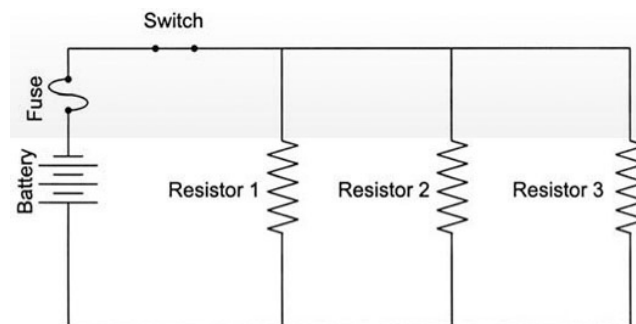 Switch
Fuse
Battery
Resistor 1
Resistor 2
Resistor 3